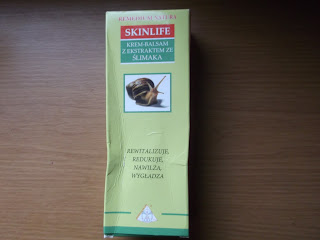 SKINLIFE
KREM-BALSAM
Z EKSTRAKTEM ZE
ŚLIMAKA
REWITALIZUJE,
REDUKUJE,
NAWILŻA,
WYGŁADZA